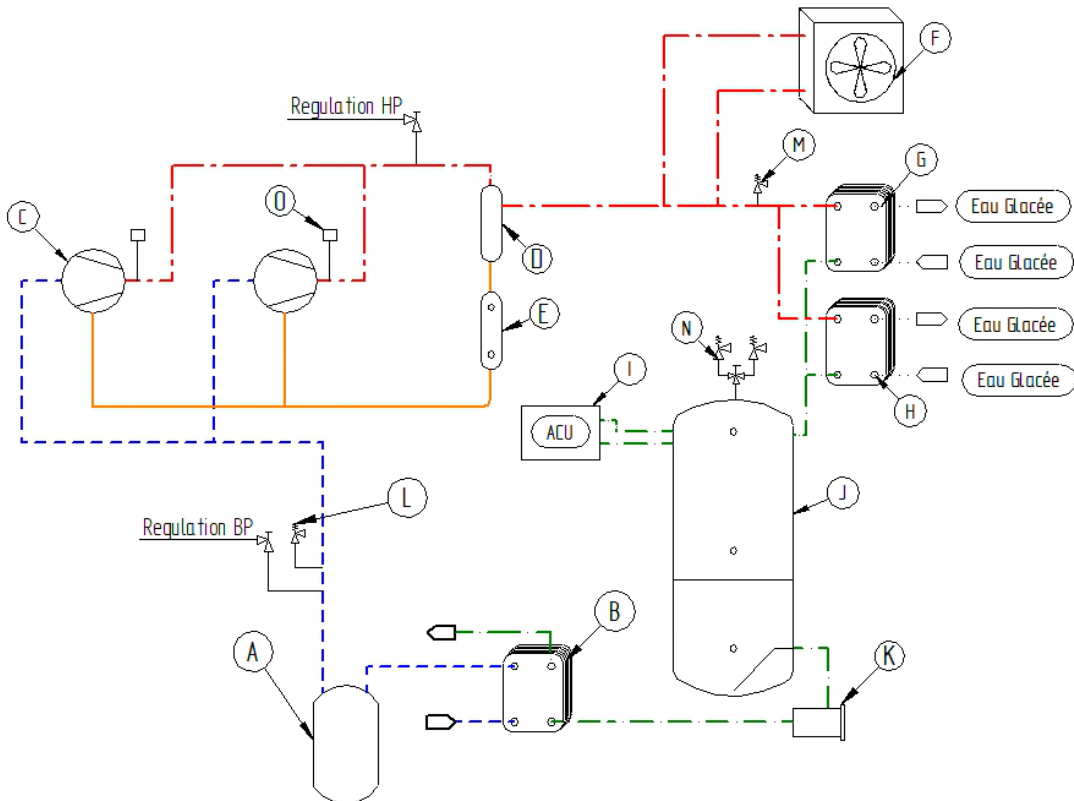 F
Regulation HP
M
G
C
O
Eau Glacée
D
Eau Glacée
E
Eau Glacée
N
I
Eau Glacée
H
ACU
J
L
Regulation BP
B
A
K